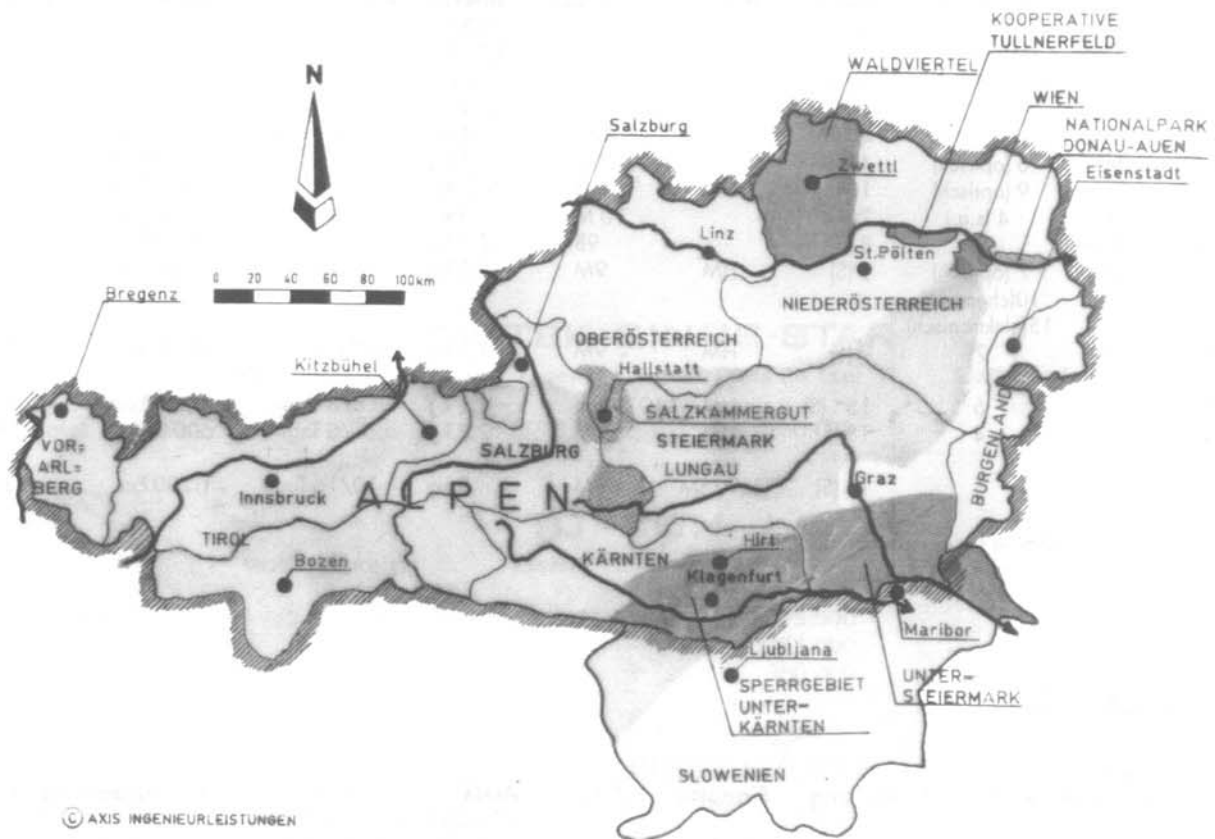 KOOPERATIVE
TULLNERFELD
WALDVIERTEL
N
WIEN
Salzburg
NATIONALPARK
DONAU-AUEN
Zwettl
Eisenstadt
Linz
St.Pölten
0 20 40 60 80 100km
Bregenz
NIEDERÖSTERREICH
OBERÖSTERREICH
Kitzbühel
Hallstatt
SALZKAMMERGUT
VOR=
ARL=
BERG
SALZBURG
STEIERMARK
BURGENLAND
LUNGAU
Innsbruck
ALPEN
Graz
TIROL
Bozen
KÄRNTEN
Hirt
Klagenfurt
Maribor
Ljubljana
SPERRGEBIET
UNTER-
KÄRNTEN
UNTER-
STEIERMARK
SLOWENIEN
© AXIS INGENIEURLEISTUNGEN